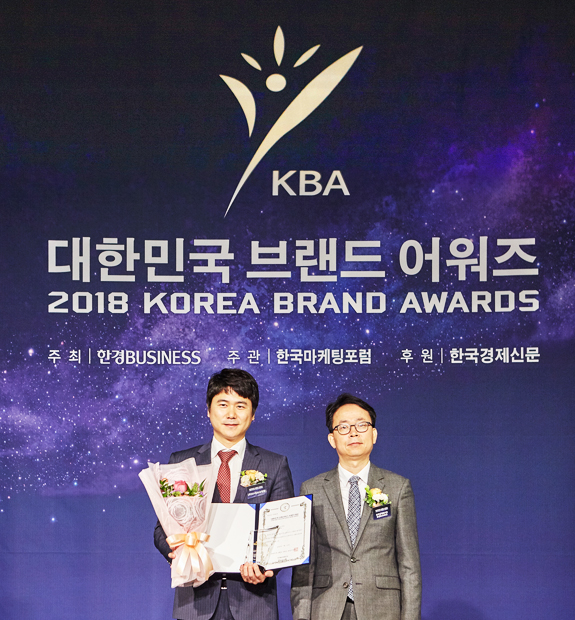 KBA
대한민국 브랜드 어워즈
2018 KOREA BRAND AWARDS
주 최 | 한경BUSINESS 주 관 | 한국마케팅포럼 후 원 | 한국경제신문